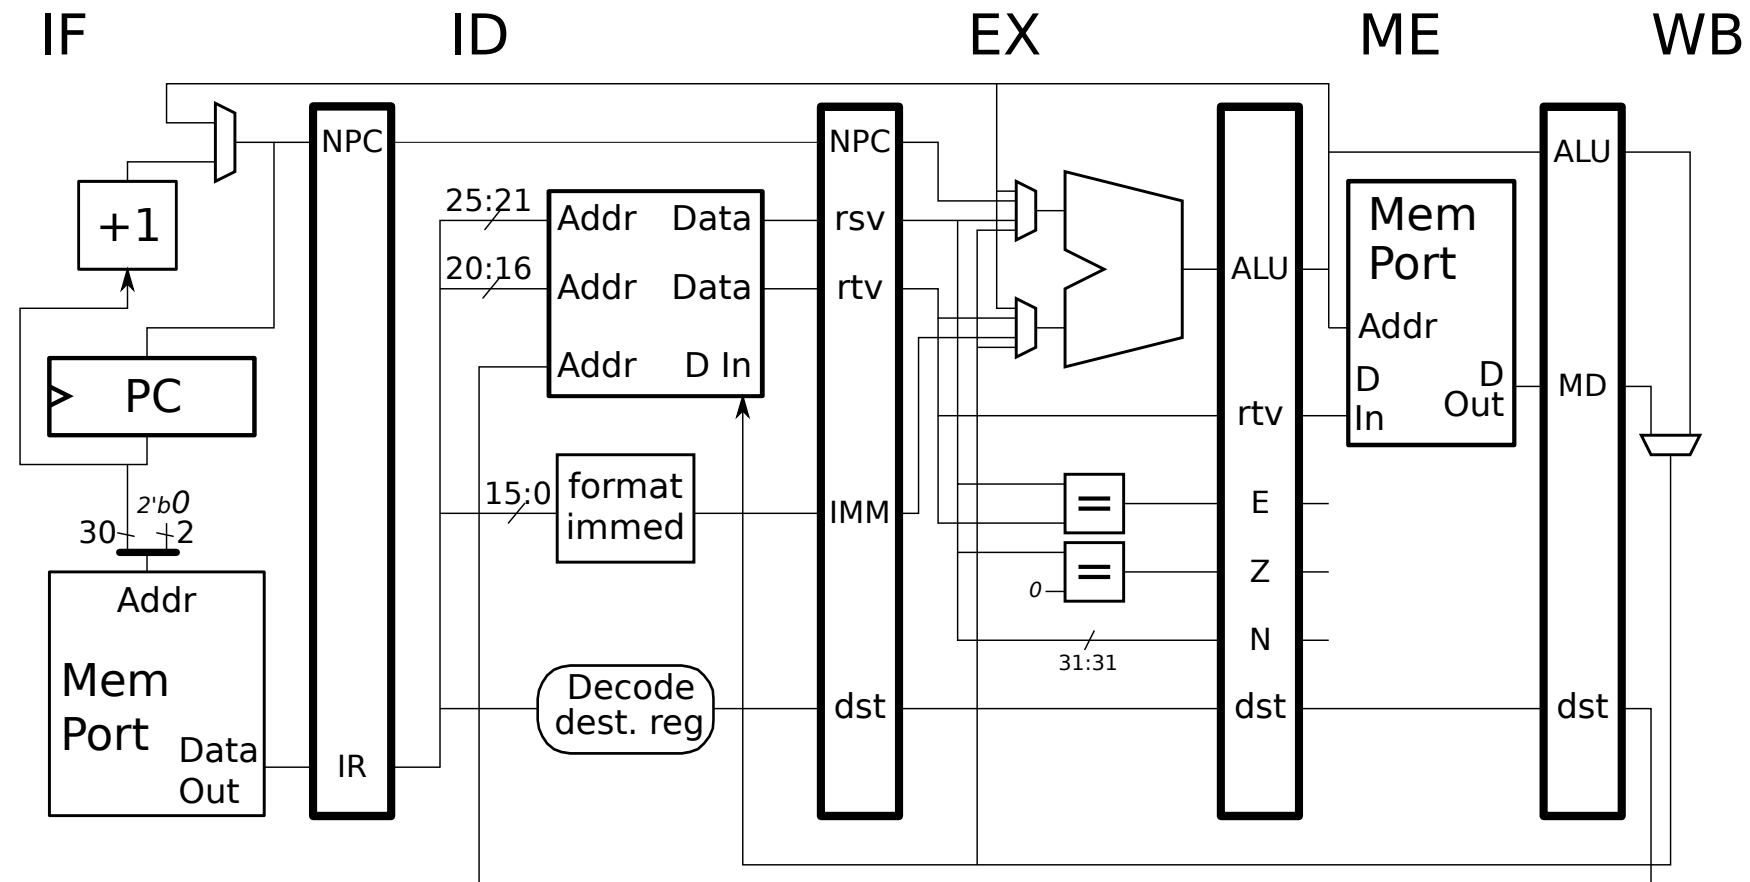 IF ID EX ME WB
+1
PC
2'b0
30 2
Addr
Mem
Port
Data
Out
NPC
IR
25:21
20:16
Addr Data
Addr Data
Addr D In
15:0
format
immed
Decode
dest. reg
NPC
rsv
rtv
IMM
dst
=
=
0
31:31
ALU
rtv
E
Z
N
dst
Mem
Port
Addr
D
In
D
Out
ALU
MD
dst